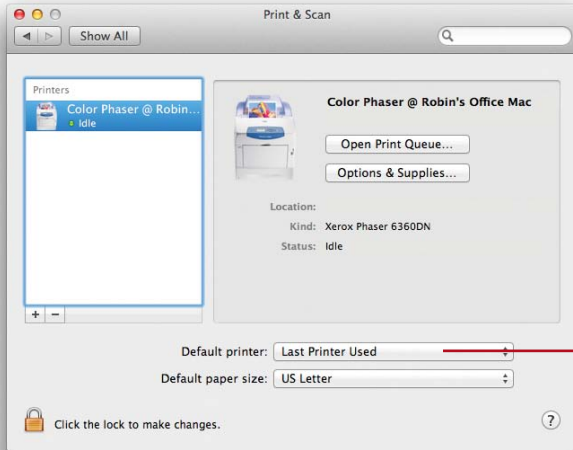 Print & Scan
Show All
Printers
Color Phaser @ Robin...
Idle
Color Phaser @ Robin's Office Mac
Open Print Queue...
Options & Supplies...
Location:
Kind: Xerox Phaser 6360DN
Status: Idle
+ −
Default printer: Last Printer Used
Default paper size: US Letter
Click the lock to make changes.
?